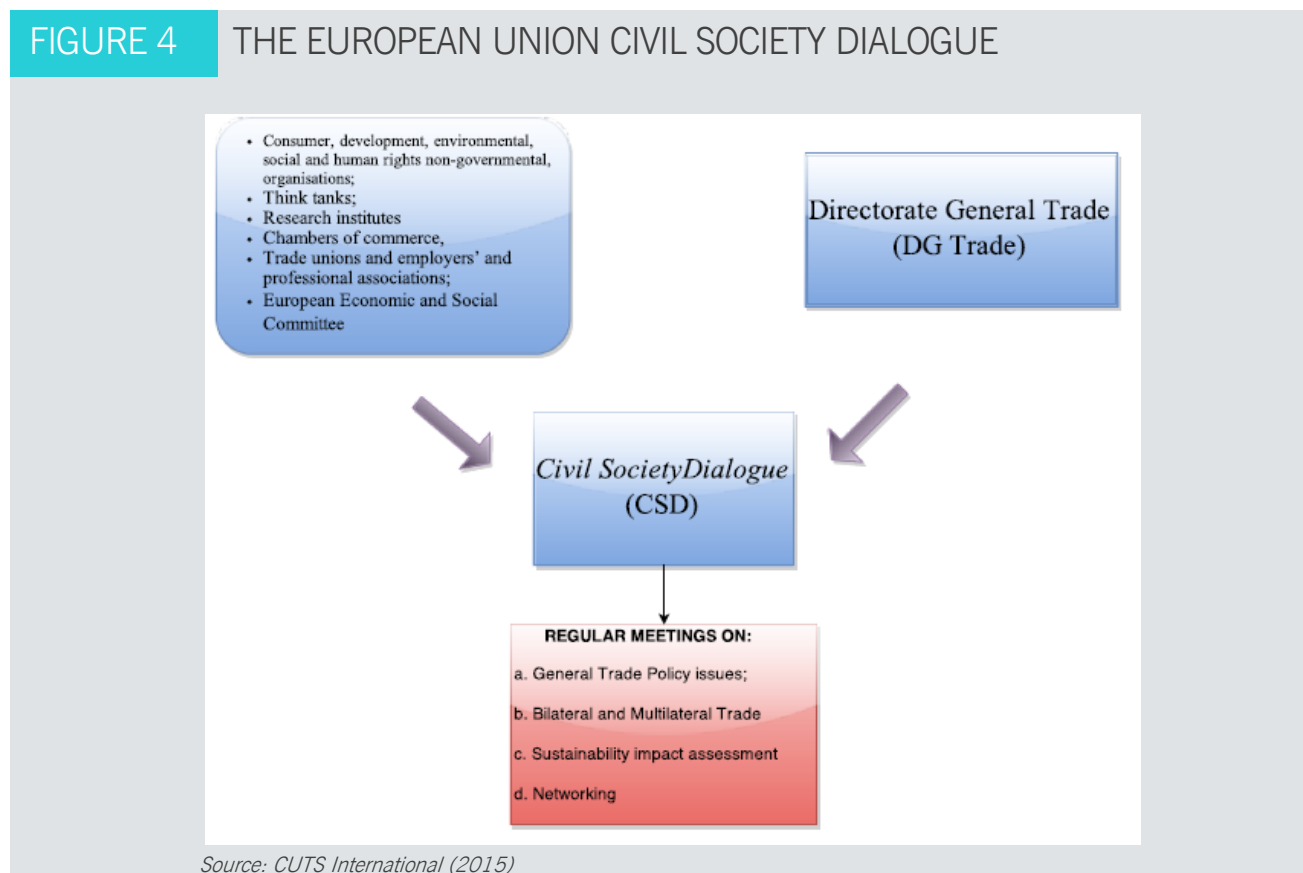 FIGURE 4
THE EUROPEAN UNION CIVIL SOCIETY DIALOGUE
• Consumer, development, environmental,
social and human rights non-governmental,
organisations;
• Think tanks;
• Research institutes
• Chambers of commerce,
• Trade unions and employers’ and
professional associations;
• European Economic and Social
Committee
Directorate General Trade
(DG Trade)
Civil SocietyDialogue
(CSD)
REGULAR MEETINGS ON:
a. General Trade Policy issues;
b. Bilateral and Multilateral Trade
c. Sustainability impact assessment
d. Networking
Source: CUTS International (2015)